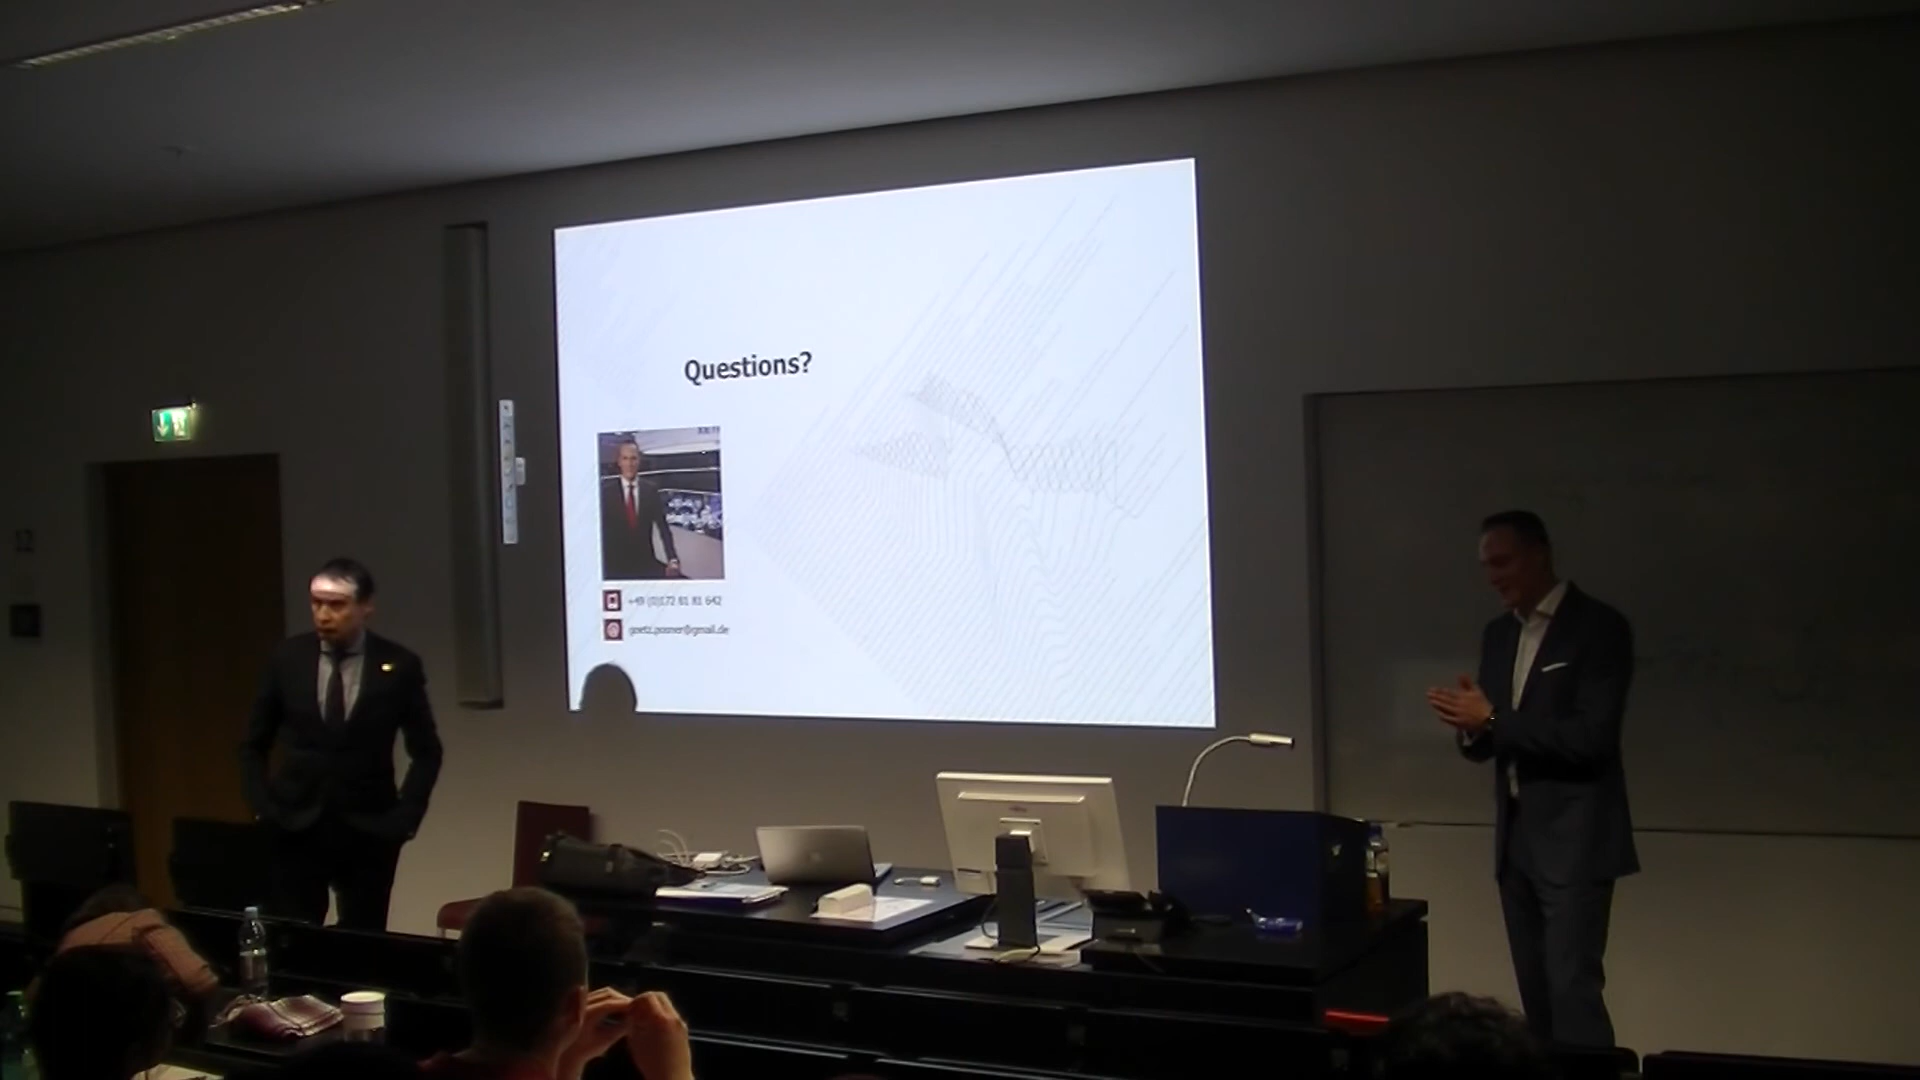 Questions?
+49 (0)172 81 81 642
goetz.posner@gmail.de